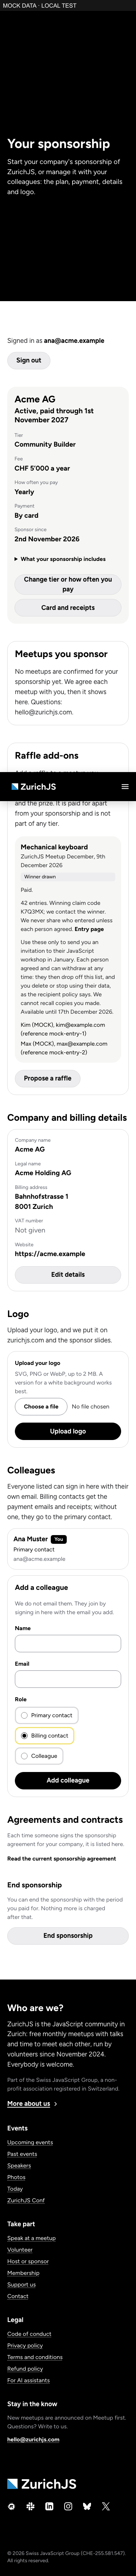 MOCK DATA · LOCAL TEST
Your sponsorship
Start your company's sponsorship of
ZurichJS, or manage it with your
colleagues: the plan, payment, details
and logo.
Signed in as ana@acme.example
Sign out
Acme AG
Active, paid through 1st
November 2027
Tier
Community Builder
Fee
CHF 5'000 a year
How often you pay
Yearly
Payment
By card
Sponsor since
2nd November 2026
What your sponsorship includes
Change tier or how often you
pay
Card and receipts
Meetups you sponsor
No meetups are confirmed for your
sponsorship yet. We agree each
meetup with you, then it shows
here. Questions:
hello@zurichjs.com.
Raffle add-ons
ZurichJS
and the prize. It is paid for apart
from your sponsorship and is not
part of any tier.
Mechanical keyboard
ZurichJS Meetup December, 9th
December 2026
Winner drawn
Paid.
42 entries. Winning claim code
K7Q3MX; we contact the winner.
We never share entrants unless
each person agreed. Entry page
Use these only to send your an
invitation to their JavaScript
workshop in January. Each person
agreed and can withdraw at any
time: they then drop off this list, and
you delete or stop using their data,
as the recipient policy says. We
cannot recall copies you made.
Available until 17th December 2026.
Kim (MOCK), kim@example.com
(reference mock-entry-1)
Max (MOCK), max@example.com
(reference mock-entry-2)
Propose a raffle
Company and billing details
Company name
Acme AG
Legal name
Acme Holding AG
Billing address
Bahnhofstrasse 1
8001 Zurich
VAT number
Not given
Website
https://acme.example
Edit details
Logo
Upload your logo, and we put it on
zurichjs.com and the sponsor slides.
Upload your logo
SVG, PNG or WebP, up to 2 MB. A
version for a white background works
best.
Choose a file No file chosen
Upload logo
Colleagues
Everyone listed can sign in here with their
own email. Billing contacts get the
payment emails and receipts; without
one, they go to the primary contact.
Ana Muster You
Primary contact
ana@acme.example
Add a colleague
We do not email them. They join by
signing in here with the email you add.
Name
Email
Role
Primary contact
Billing contact
Colleague
Add colleague
Agreements and contracts
Each time someone signs the sponsorship
agreement for your company, it is listed here.
Read the current sponsorship agreement
End sponsorship
You can end the sponsorship within the period
you paid for. Nothing more is charged
after that.
End sponsorship
Who are we?
ZurichJS is the JavaScript community in
Zurich: free monthly meetups with talks
and time to meet each other, run by
volunteers since November 2024.
Everybody is welcome.
Part of the Swiss JavaScript Group, a non-
profit association registered in Switzerland.
More about us
Events
Upcoming events
Past events
Speakers
Photos
Today
ZurichJS Conf
Take part
Speak at a meetup
Volunteer
Host or sponsor
Membership
Support us
Contact
Legal
Code of conduct
Privacy policy
Terms and conditions
Refund policy
For AI assistants
Stay in the know
New meetups are announced on Meetup first.
Questions? Write to us.
hello@zurichjs.com
ZurichJS
© 2026 Swiss JavaScript Group (CHE-255.581.547).
All rights reserved.